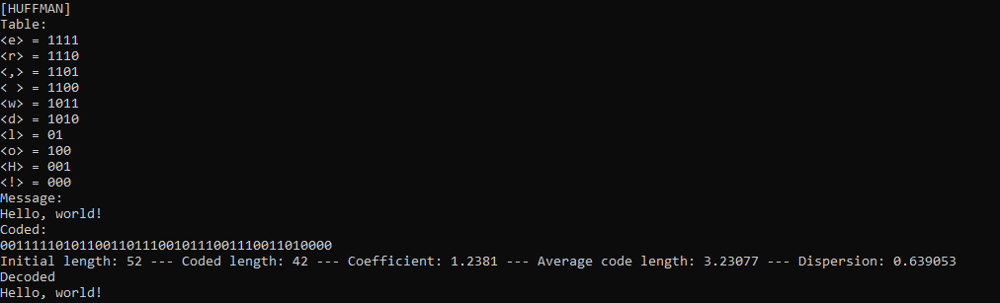 [HUFFMAN]
Table:
<e> = 1111
<r> = 1110
<,> = 1101
< > = 1100
<w> = 1011
<d> = 1010
<l> = 01
<o> = 100
<H> = 001
<!> = 000
Message:
Hello, world!
Coded:
001111101011001101110010111001110011010000
Initial length: 52 --- Coded length: 42 --- Coefficient: 1.2381 --- Average code length: 3.23077 --- Dispersion: 0.639053
Decoded
Hello, world!